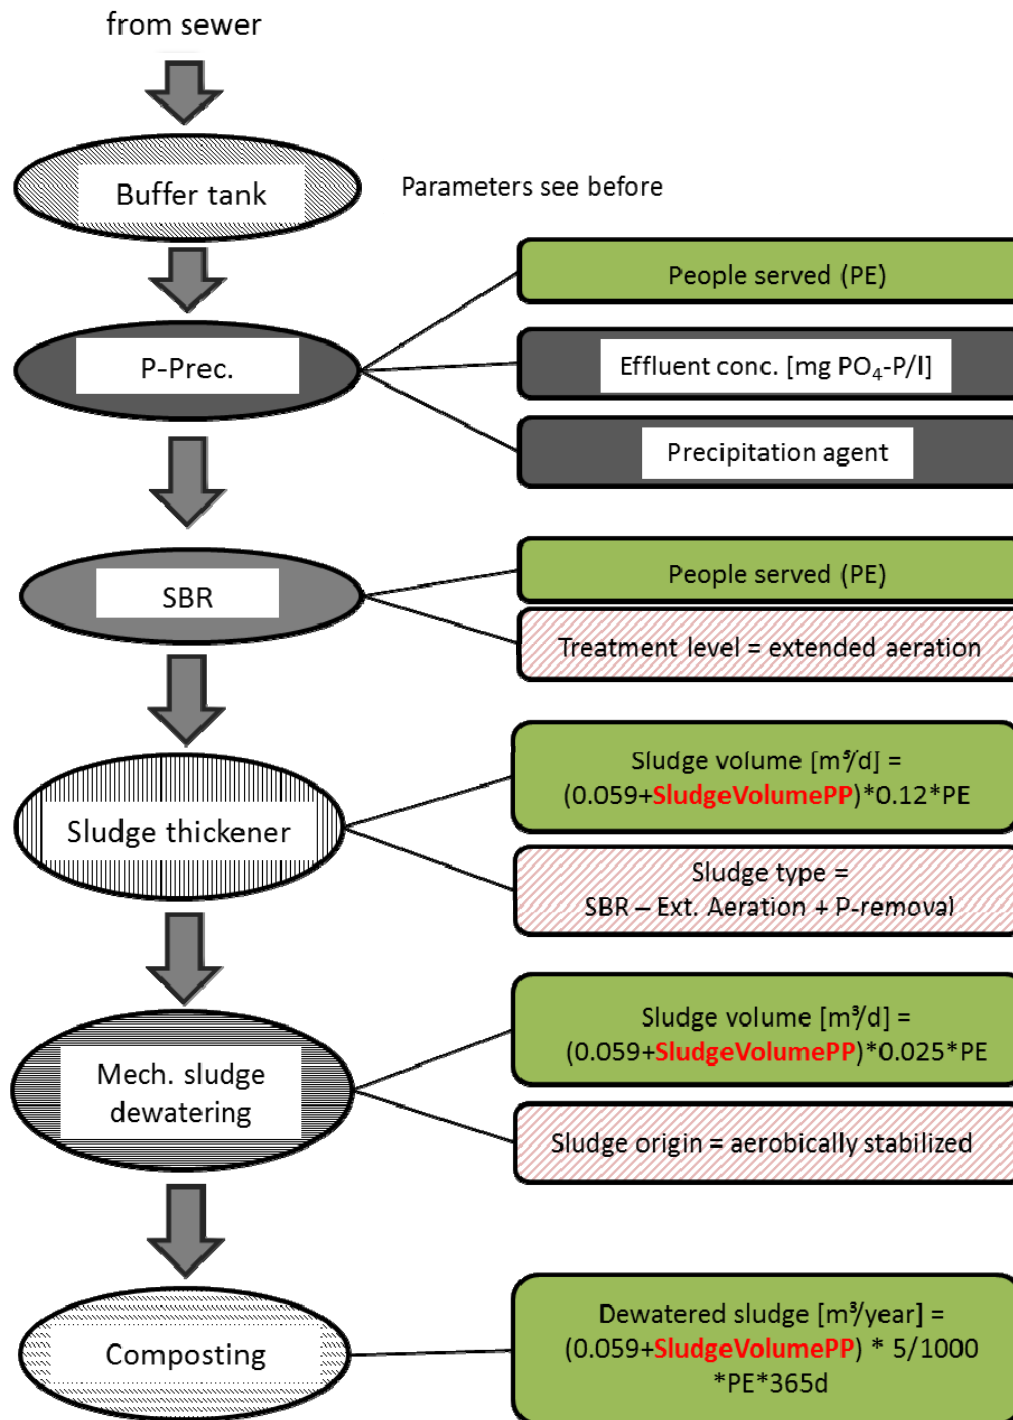 from sewer
Buffer tank
Parameters see before
People served (PE)
P-Prec.
Effluent conc. [mg PO₄-P/l]
Precipitation agent
People served (PE)
SBR
Treatment level = extended aeration
Sludge volume [m³/d] =
(0.059+SludgeVolumePP)*0.12*PE
Sludge thickener
Sludge type =
SBR – Ext. Aeration + P-removal
Sludge volume [m³/d] =
(0.059+SludgeVolumePP)*0.025*PE
Mech. sludge
dewatering
Sludge origin = aerobically stabilized
Dewatered sludge [m³/year] =
(0.059+SludgeVolumePP) * 5/1000
*PE*365d
Composting